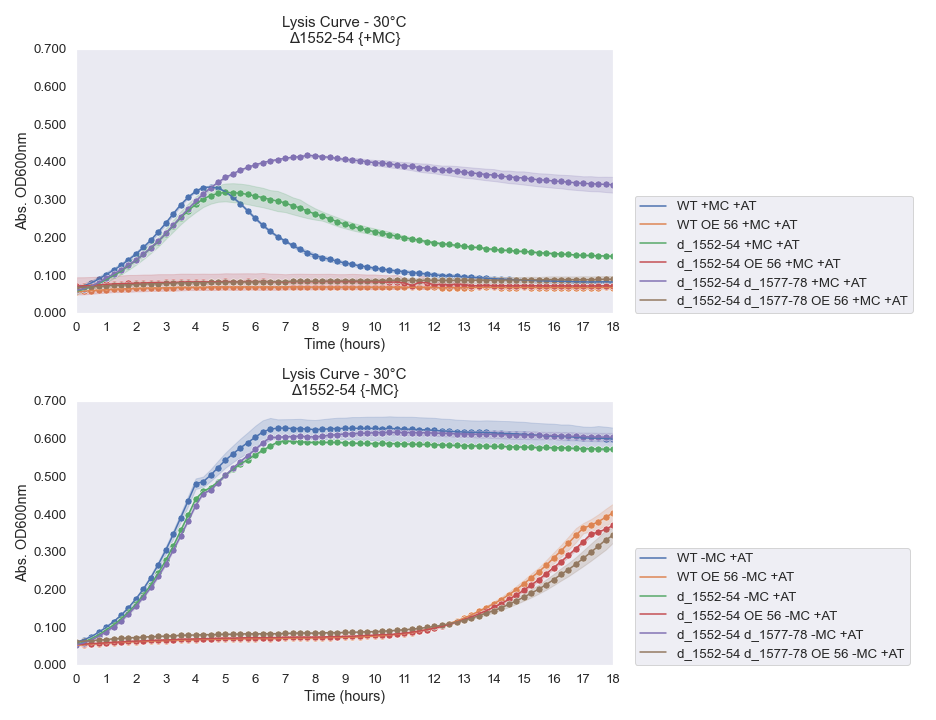 Lysis Curve - 30°C
Δ1552-54 {+MC}
0.700
0.600
0.500
0.400
0.300
0.200
0.100
0.000
Abs. OD600nm
0 1 2 3 4 5 6 7 8 9 10 11 12 13 14 15 16 17 18
Time (hours)
WT +MC +AT
WT OE 56 +MC +AT
d_1552-54 +MC +AT
d_1552-54 OE 56 +MC +AT
d_1552-54 d_1577-78 +MC +AT
d_1552-54 d_1577-78 OE 56 +MC +AT
Lysis Curve - 30°C
Δ1552-54 {-MC}
0.700
0.600
0.500
0.400
0.300
0.200
0.100
0.000
Abs. OD600nm
0 1 2 3 4 5 6 7 8 9 10 11 12 13 14 15 16 17 18
Time (hours)
WT -MC +AT
WT OE 56 -MC +AT
d_1552-54 -MC +AT
d_1552-54 OE 56 -MC +AT
d_1552-54 d_1577-78 -MC +AT
d_1552-54 d_1577-78 OE 56 -MC +AT